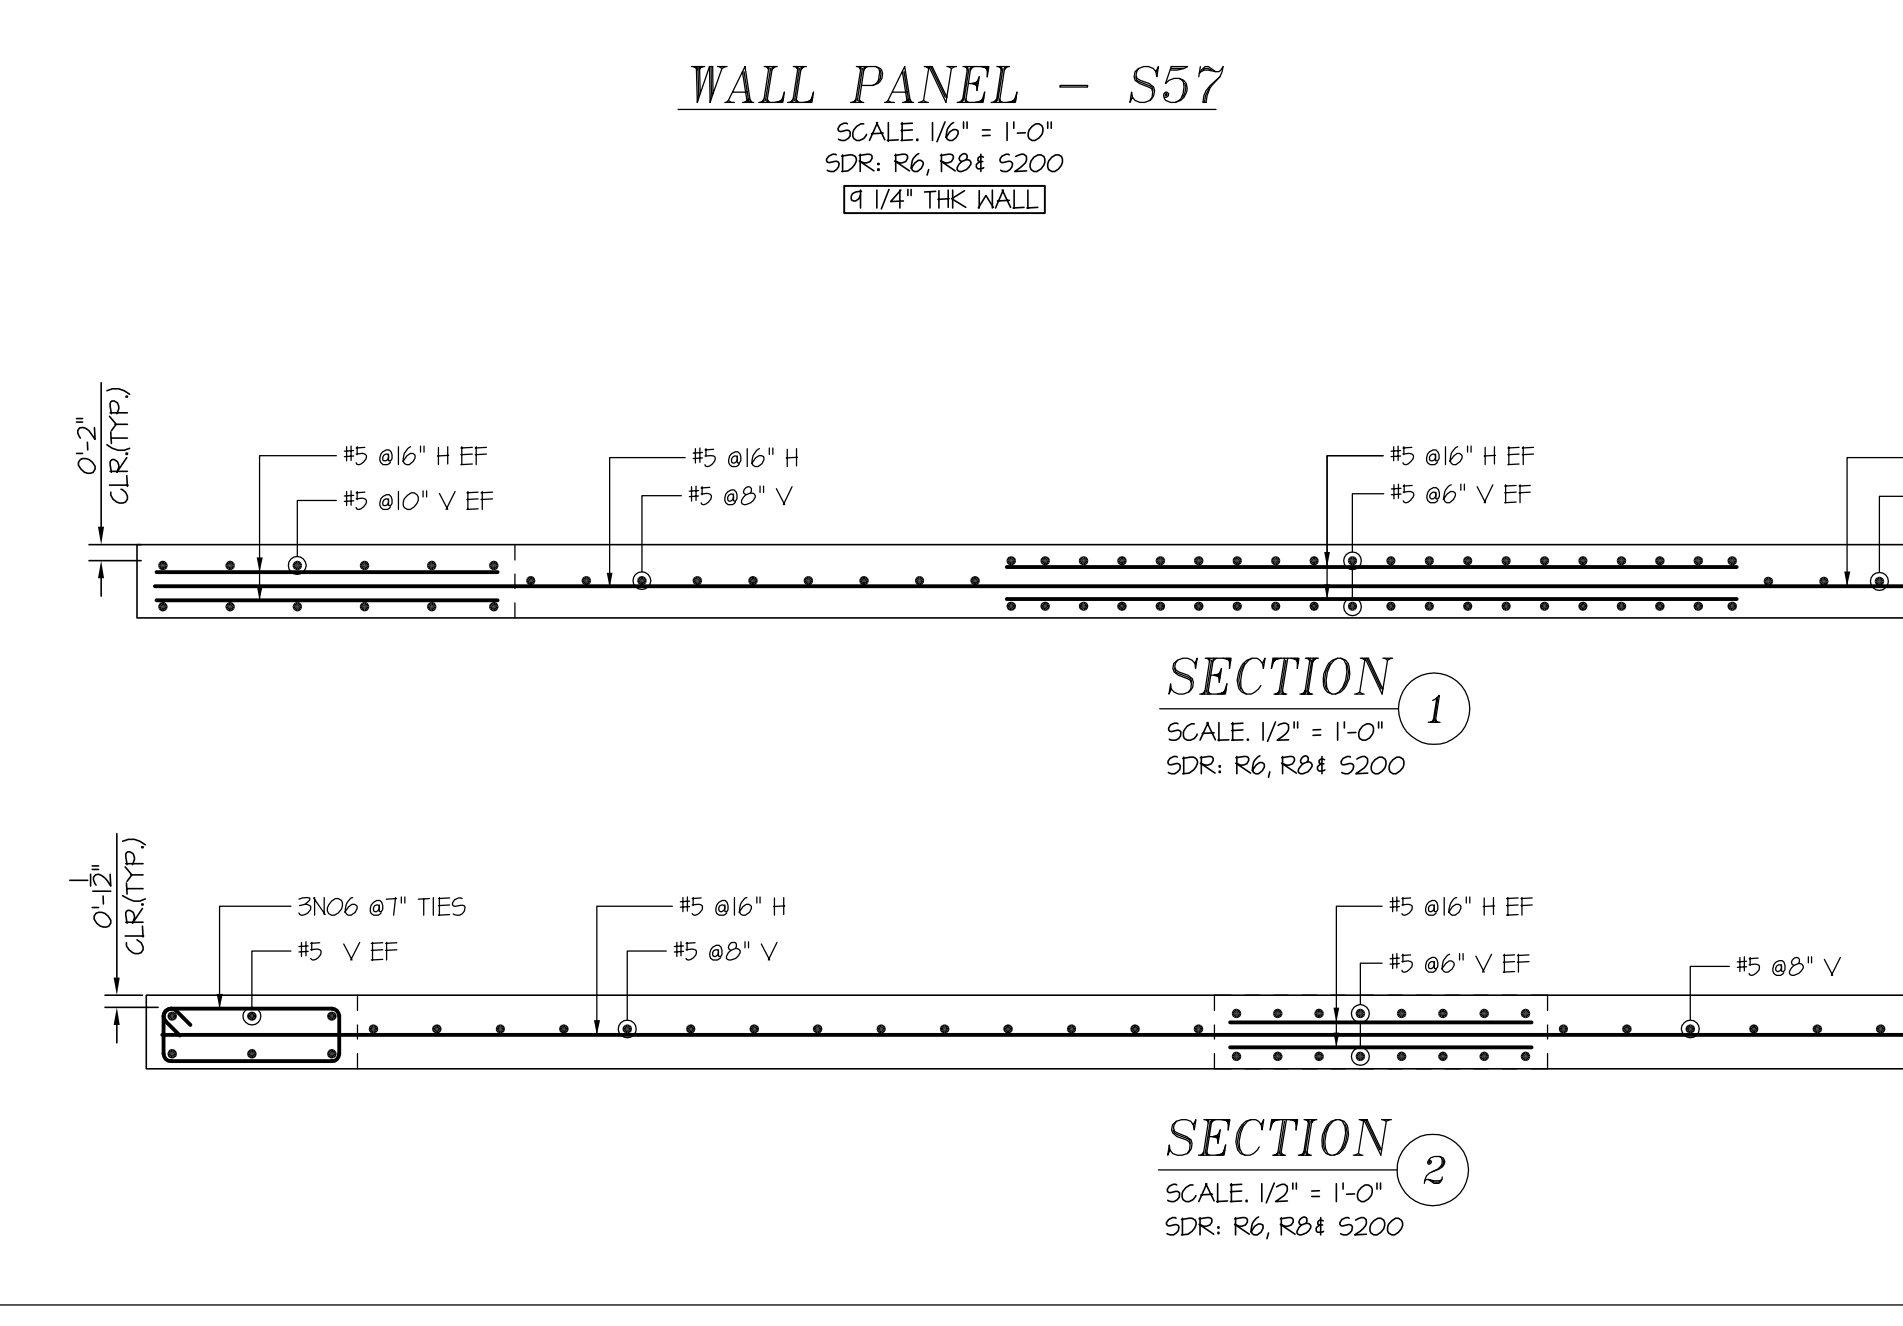 WALL PANEL - S57
SCALE. 1/6" = 1'-0"
SDR: R6, R8& S200
9 1/4" THK WALL
0'-2"
CLR.(TYP.)
#5 @16" H EF
#5 @10" V EF
#5 @16" H
#5 @8" V
#5 @16" H EF
#5 @6" V EF
SECTION 1
SCALE. 1/2" = 1'-0"
SDR: R6, R8& S200
0'-1 1/2"
CLR.(TYP.)
3NO6 @7" TIES
#5 V EF
#5 @16" H
#5 @8" V
#5 @16" H EF
#5 @6" V EF
#5 @8" V
SECTION 2
SCALE. 1/2" = 1'-0"
SDR: R6, R8& S200